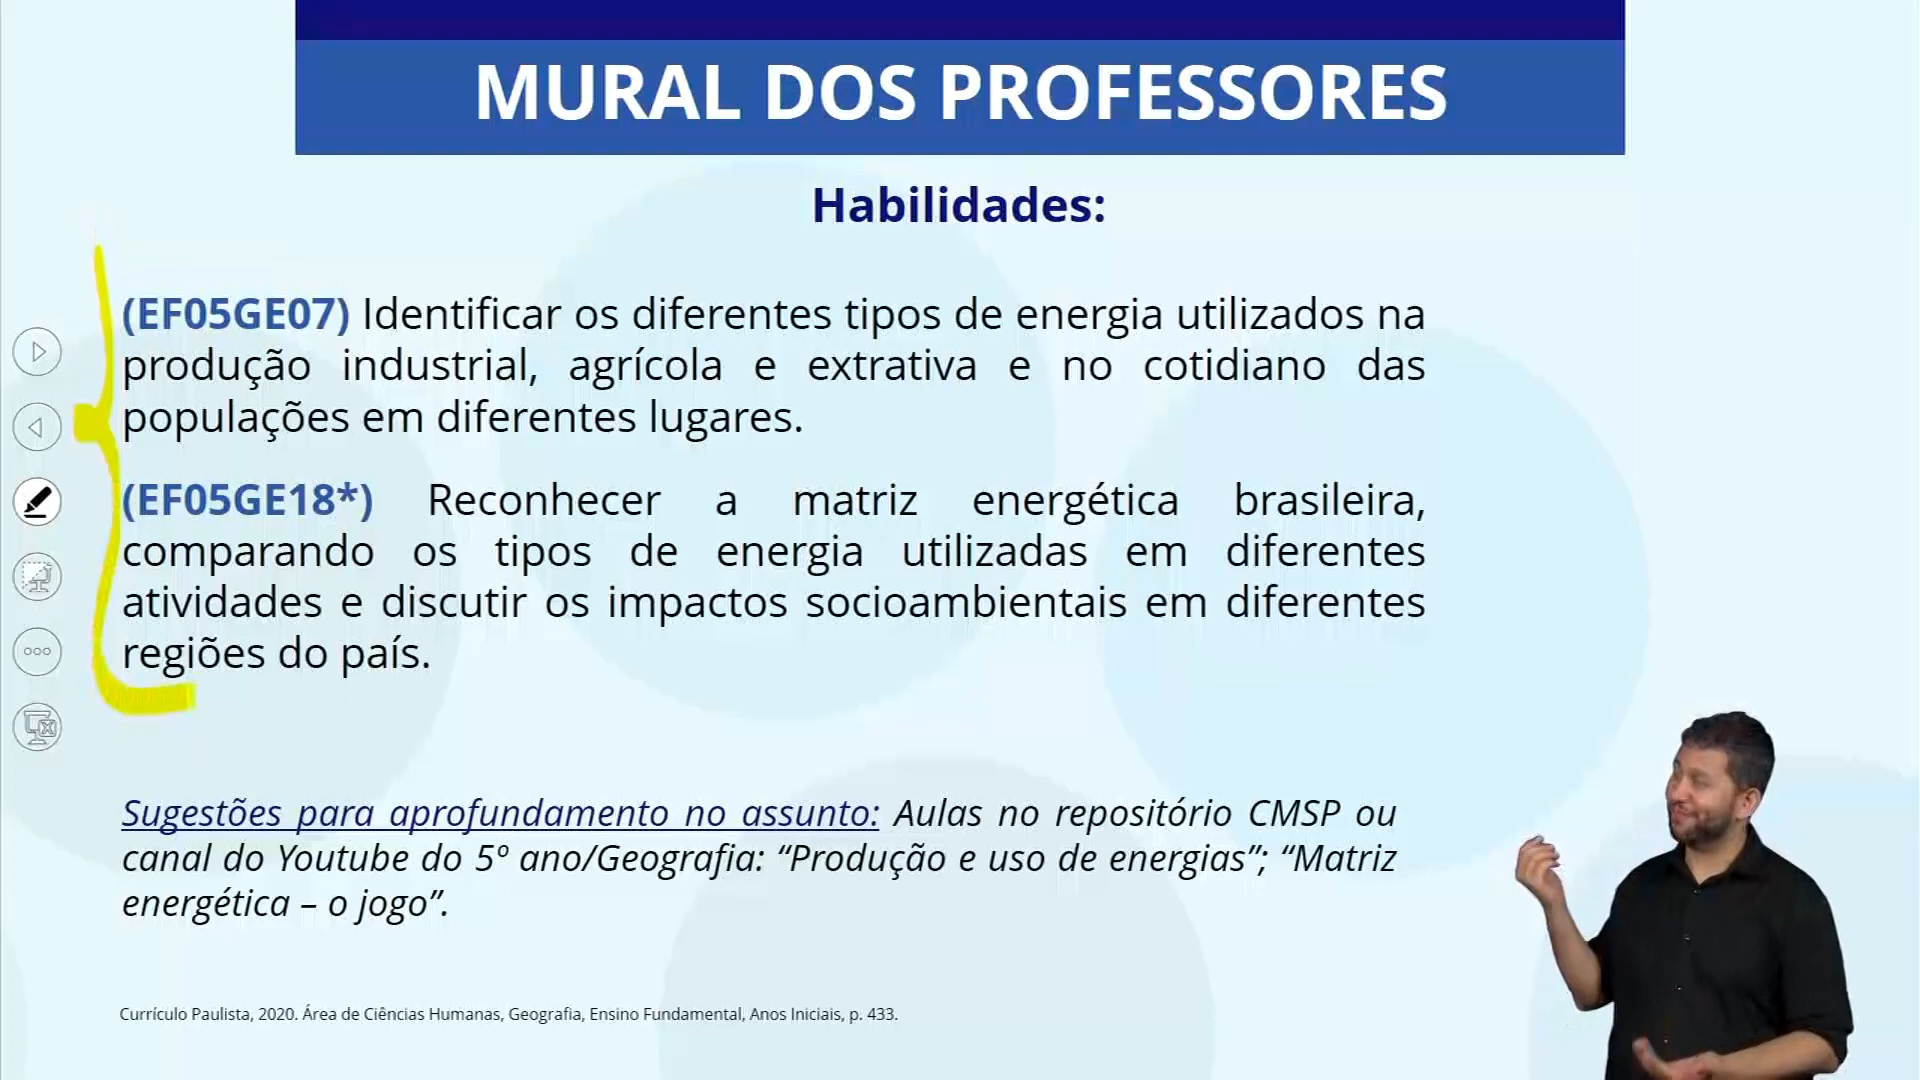 MURAL DOS PROFESSORES
Habilidades:
(EF05GE07) Identificar os diferentes tipos de energia utilizados na
produção industrial, agrícola e extrativa e no cotidiano das
populações em diferentes lugares.
(EF05GE18*) Reconhecer a matriz energética brasileira,
comparando os tipos de energia utilizadas em diferentes
atividades e discutir os impactos socioambientais em diferentes
regiões do país.
Sugestões para aprofundamento no assunto: Aulas no repositório CMSP ou
canal do Youtube do 5º ano/Geografia: “Produção e uso de energias”; “Matriz
energética – o jogo”.
Currículo Paulista, 2020. Área de Ciências Humanas, Geografia, Ensino Fundamental, Anos Iniciais, p. 433.